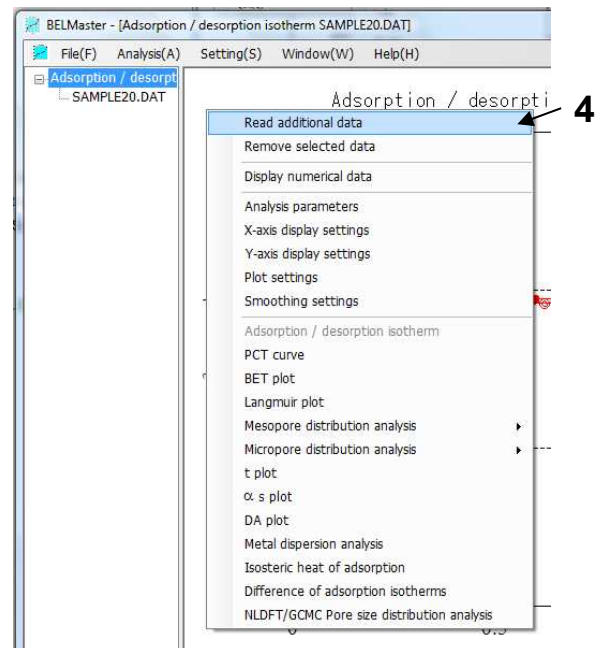 BELMaster - [Adsorption / desorption isotherm SAMPLE20.DAT]
File(F) Analysis(A) Setting(S) Window(W) Help(H)
Adsorption / desorpt
SAMPLE20.DAT
Adsorption / desorpti
4
Read additional data
Remove selected data
Display numerical data
Analysis parameters
X-axis display settings
Y-axis display settings
Plot settings
Smoothing settings
Adsorption / desorption isotherm
PCT curve
BET plot
Langmuir plot
Mesopore distribution analysis
Micropore distribution analysis
t plot
α s plot
DA plot
Metal dispersion analysis
Isosteric heat of adsorption
Difference of adsorption isotherms
NLDFT/GCMC Pore size distribution analysis